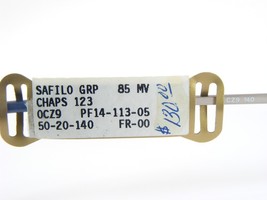 SAFILO GRP 85 MV
CHAPS 123
OCZ9 PF14-113-05
50-20-140 FR-00
$130.00